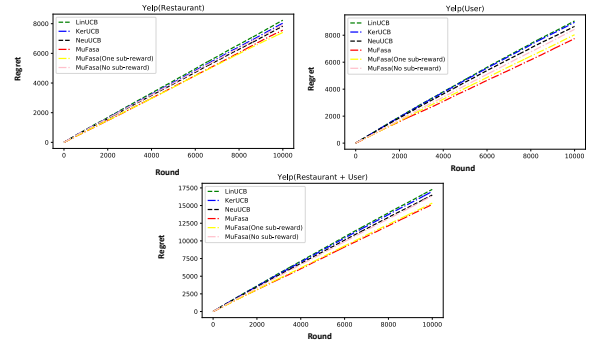 Yelp(Restaurant)
LinUCB
KerUCB
NeuUCB
MuFasa
MuFasa(One sub-reward)
MuFasa(No sub-reward)
Regret
8000
6000
4000
2000
0
0 2000 4000 6000 8000 10000
Round
Yelp(User)
LinUCB
KerUCB
NeuUCB
MuFasa
MuFasa(One sub-reward)
MuFasa(No sub-reward)
Regret
8000
6000
4000
2000
0
0 2000 4000 6000 8000 10000
Round
Yelp(Restaurant + User)
LinUCB
KerUCB
NeuUCB
MuFasa
MuFasa(One sub-reward)
MuFasa(No sub-reward)
Regret
17500
15000
12500
10000
7500
5000
2500
0
0 2000 4000 6000 8000 10000
Round